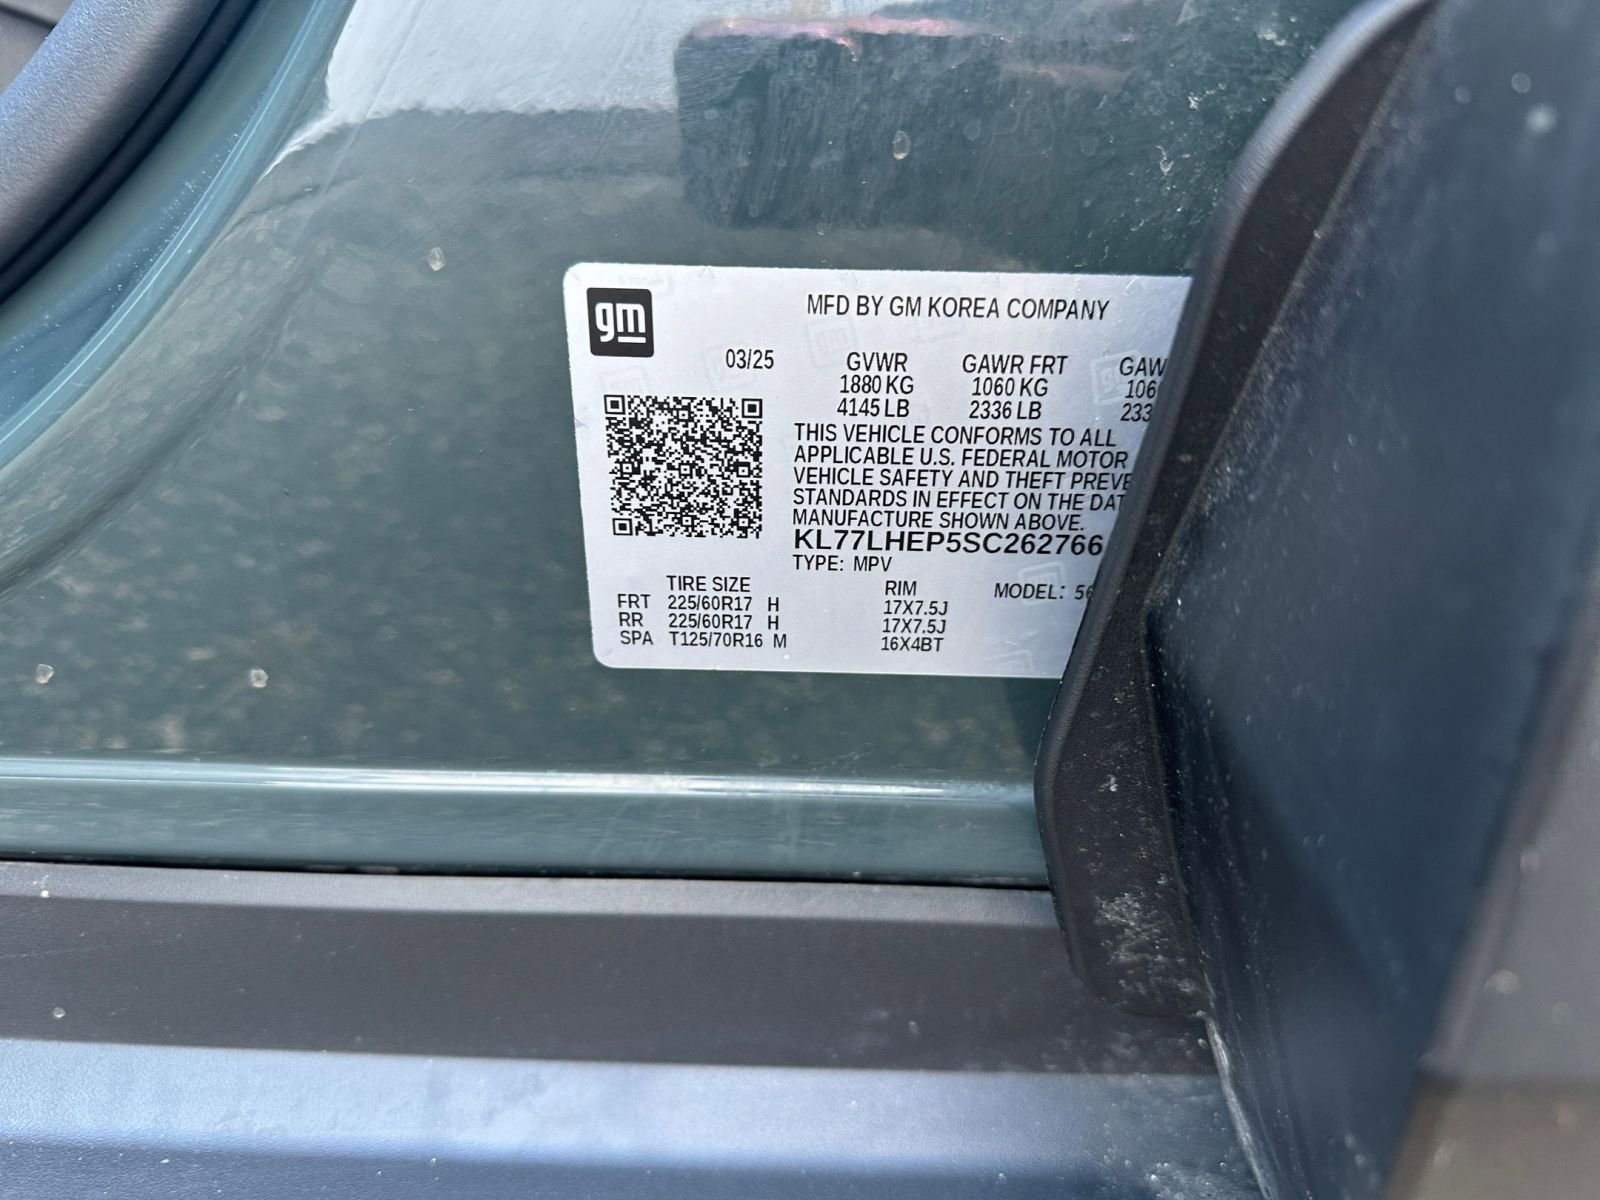 gm
MFD BY GM KOREA COMPANY
03/25 GVWR GAWR FRT
1880 KG 1060 KG
4145 LB 2336 LB
THIS VEHICLE CONFORMS TO ALL
APPLICABLE U.S. FEDERAL MOTOR
VEHICLE SAFETY AND THEFT
STANDARDS IN EFFECT ON THE
MANUFACTURE SHOWN ABOVE.
KL77LHEP5SC262766
TYPE: MPV
TIRE SIZE RIM MODEL:
FRT 225/60R17 H 17X7.5J
RR 225/60R17 H 17X7.5J
SPA T125/70R16 M 16X4BT